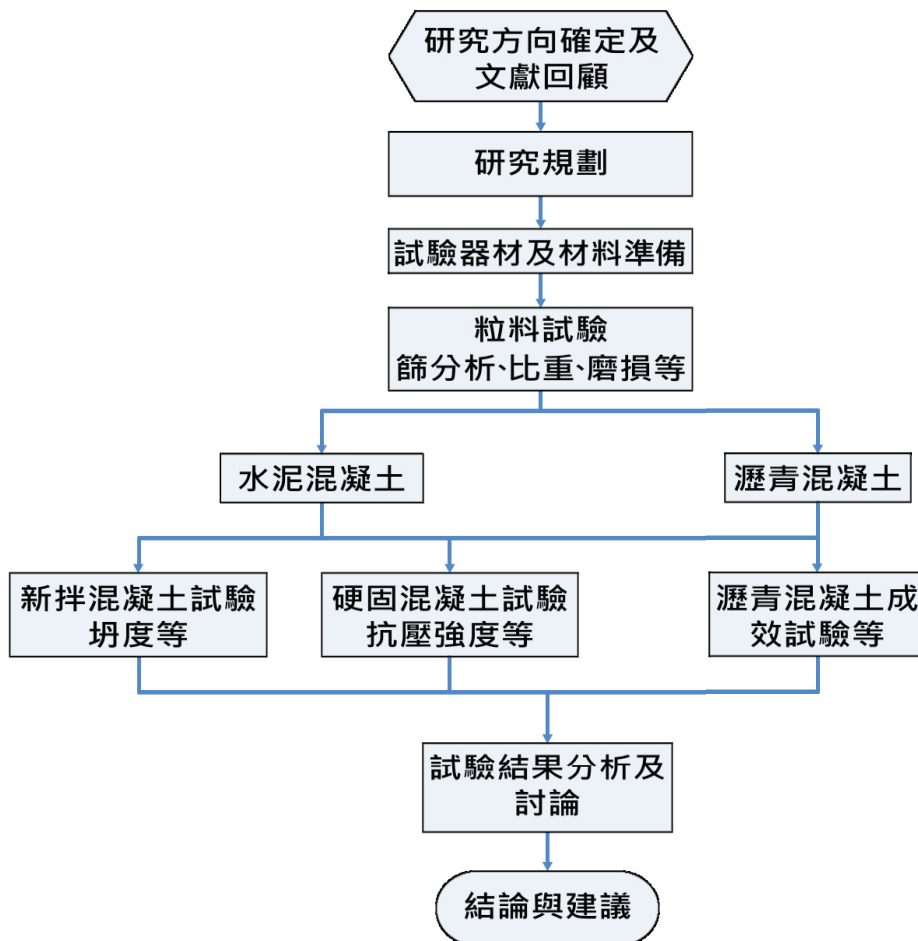 研究方向確定及
文獻回顧
研究規劃
試驗器材及材料準備
粒料試驗
篩分析、比重、磨損等
水泥混凝土
瀝青混凝土
新拌混凝土試驗
坍度等
硬固混凝土試驗
抗壓強度等
瀝青混凝土成
效試驗等
試驗結果分析及
討論
結論與建議